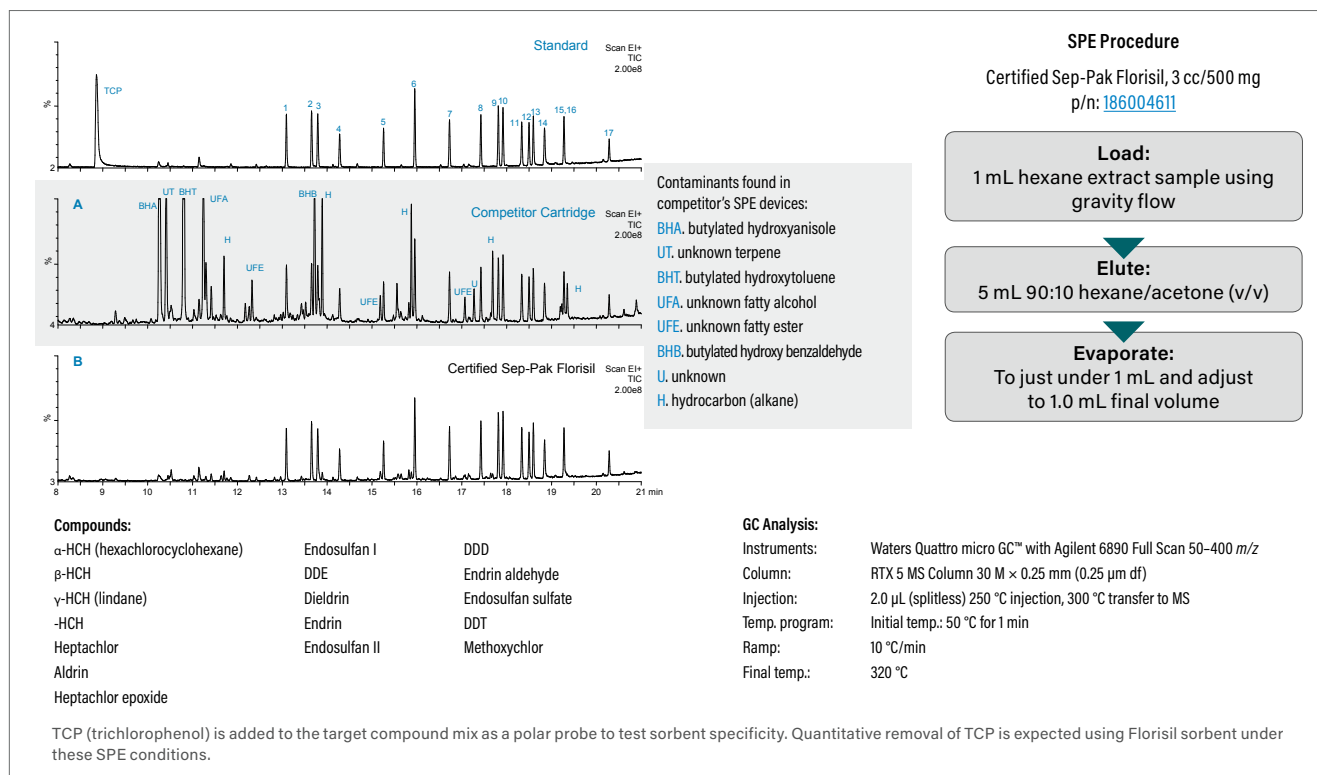 Standard
Scan EI+
TIC
2.00e8
TCP
1
2
3
4
5
6
7
8
9
10
11
12
13
14
15,16
17
%
2
A
Competitor Cartridge
Scan EI+
TIC
2.00e8
BHA
UT
BHT
UFA
H
UFE
BHB
H
UFE
H
UFE
U
H
H
%
4
B
Certified Sep-Pak Florisil
Scan EI+
TIC
2.00e8
%
3
8 9 10 11 12 13 14 15 16 17 18 19 20 21 min
Contaminants found in
competitor's SPE devices:
BHA. butylated hydroxyanisole
UT. unknown terpene
BHT. butylated hydroxytoluene
UFA. unknown fatty alcohol
UFE. unknown fatty ester
BHB. butylated hydroxy benzaldehyde
U. unknown
H. hydrocarbon (alkane)
SPE Procedure
Certified Sep-Pak Florisil, 3 cc/500 mg
p/n: 186004611
Load:
1 mL hexane extract sample using
gravity flow
Elute:
5 mL 90:10 hexane/acetone (v/v)
Evaporate:
To just under 1 mL and adjust
to 1.0 mL final volume
Compounds:
α-HCH (hexachlorocyclohexane)
β-HCH
γ-HCH (lindane)
-HCH
Heptachlor
Aldrin
Heptachlor epoxide
Endosulfan I
DDE
Dieldrin
Endrin
Endosulfan II
DDD
Endrin aldehyde
Endosulfan sulfate
DDT
Methoxychlor
GC Analysis:
Instruments: Waters Quattro micro GC™ with Agilent 6890 Full Scan 50–400 m/z
Column: RTX 5 MS Column 30 M × 0.25 mm (0.25 μm df)
Injection: 2.0 μL (splitless) 250 °C injection, 300 °C transfer to MS
Temp. program: Initial temp.: 50 °C for 1 min
Ramp: 10 °C/min
Final temp.: 320 °C
TCP (trichlorophenol) is added to the target compound mix as a polar probe to test sorbent specificity. Quantitative removal of TCP is expected using Florisil sorbent under
these SPE conditions.